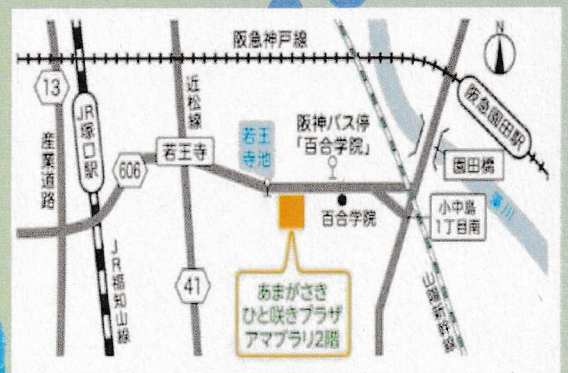 阪急神戸線
N
13
JR
塚口駅
近松線
産業道路
606
若王寺
若王
寺池
阪神バス停
「百合学院」
阪急園田駅
園田橋
藻川
百合学院
小中島
1丁目南
41
JR福知山線
山陽新幹線
あまがさき
ひと咲きプラザ
アマブラリ2階